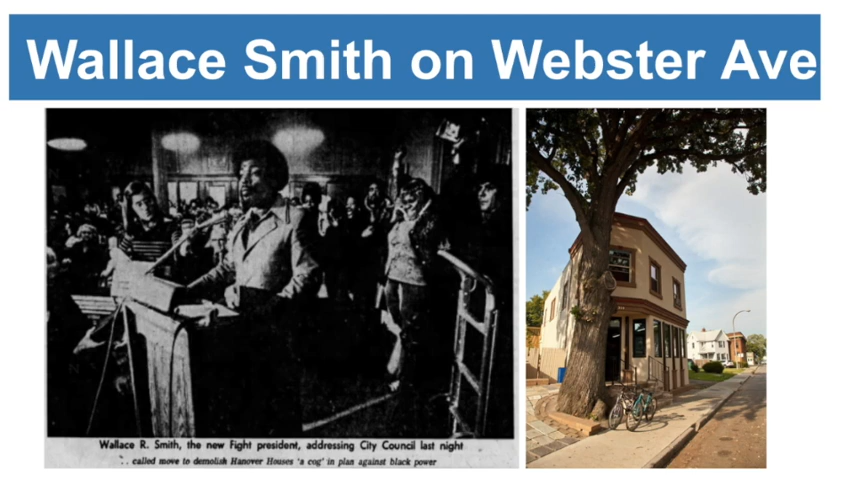 Wallace Smith on Webster Ave
Wallace R. Smith, the new Fight president, addressing City Council last night
. . called move to demolish Hanover Houses 'a cog' in plan against black power